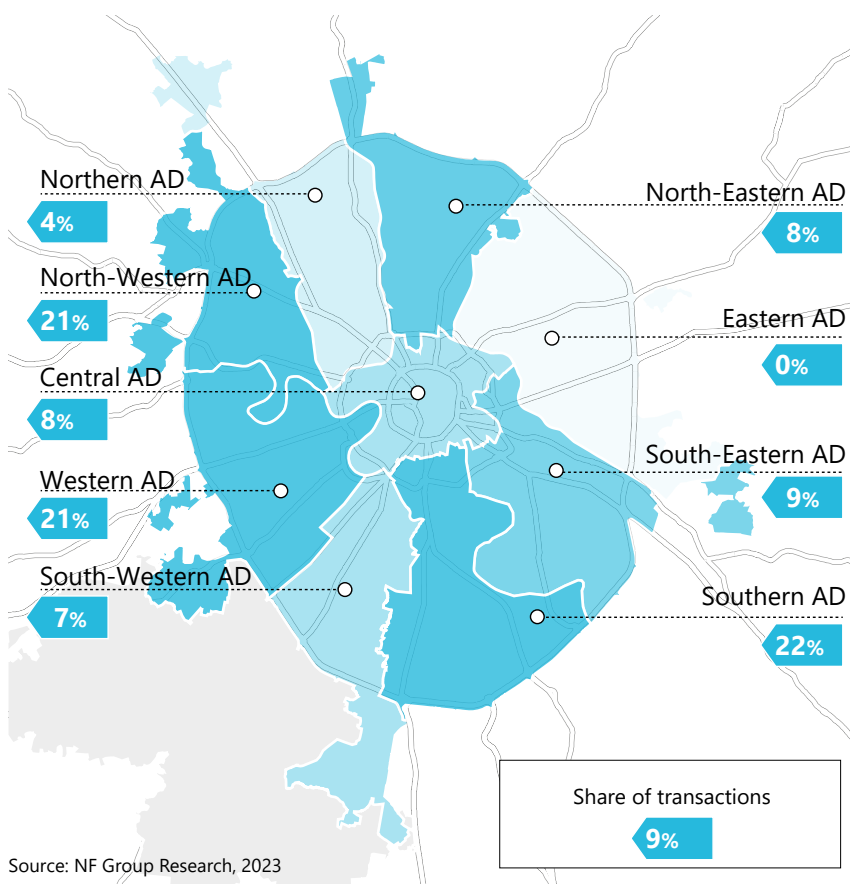 Northern AD
4%
North-Western AD
21%
Central AD
8%
Western AD
21%
South-Western AD
7%
North-Eastern AD
8%
Eastern AD
0%
South-Eastern AD
9%
Southern AD
22%
Share of transactions
9%
Source: NF Group Research, 2023